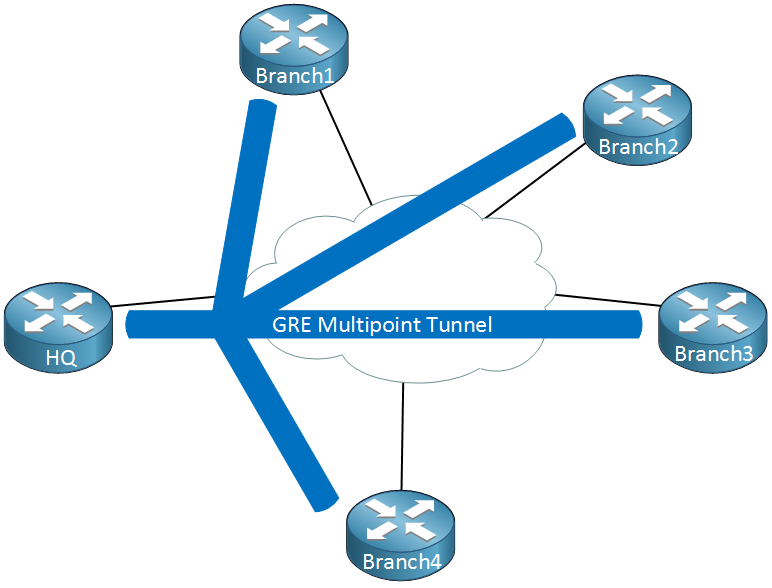 Branch1
Branch2
HQ
GRE Multipoint Tunnel
Branch3
Branch4